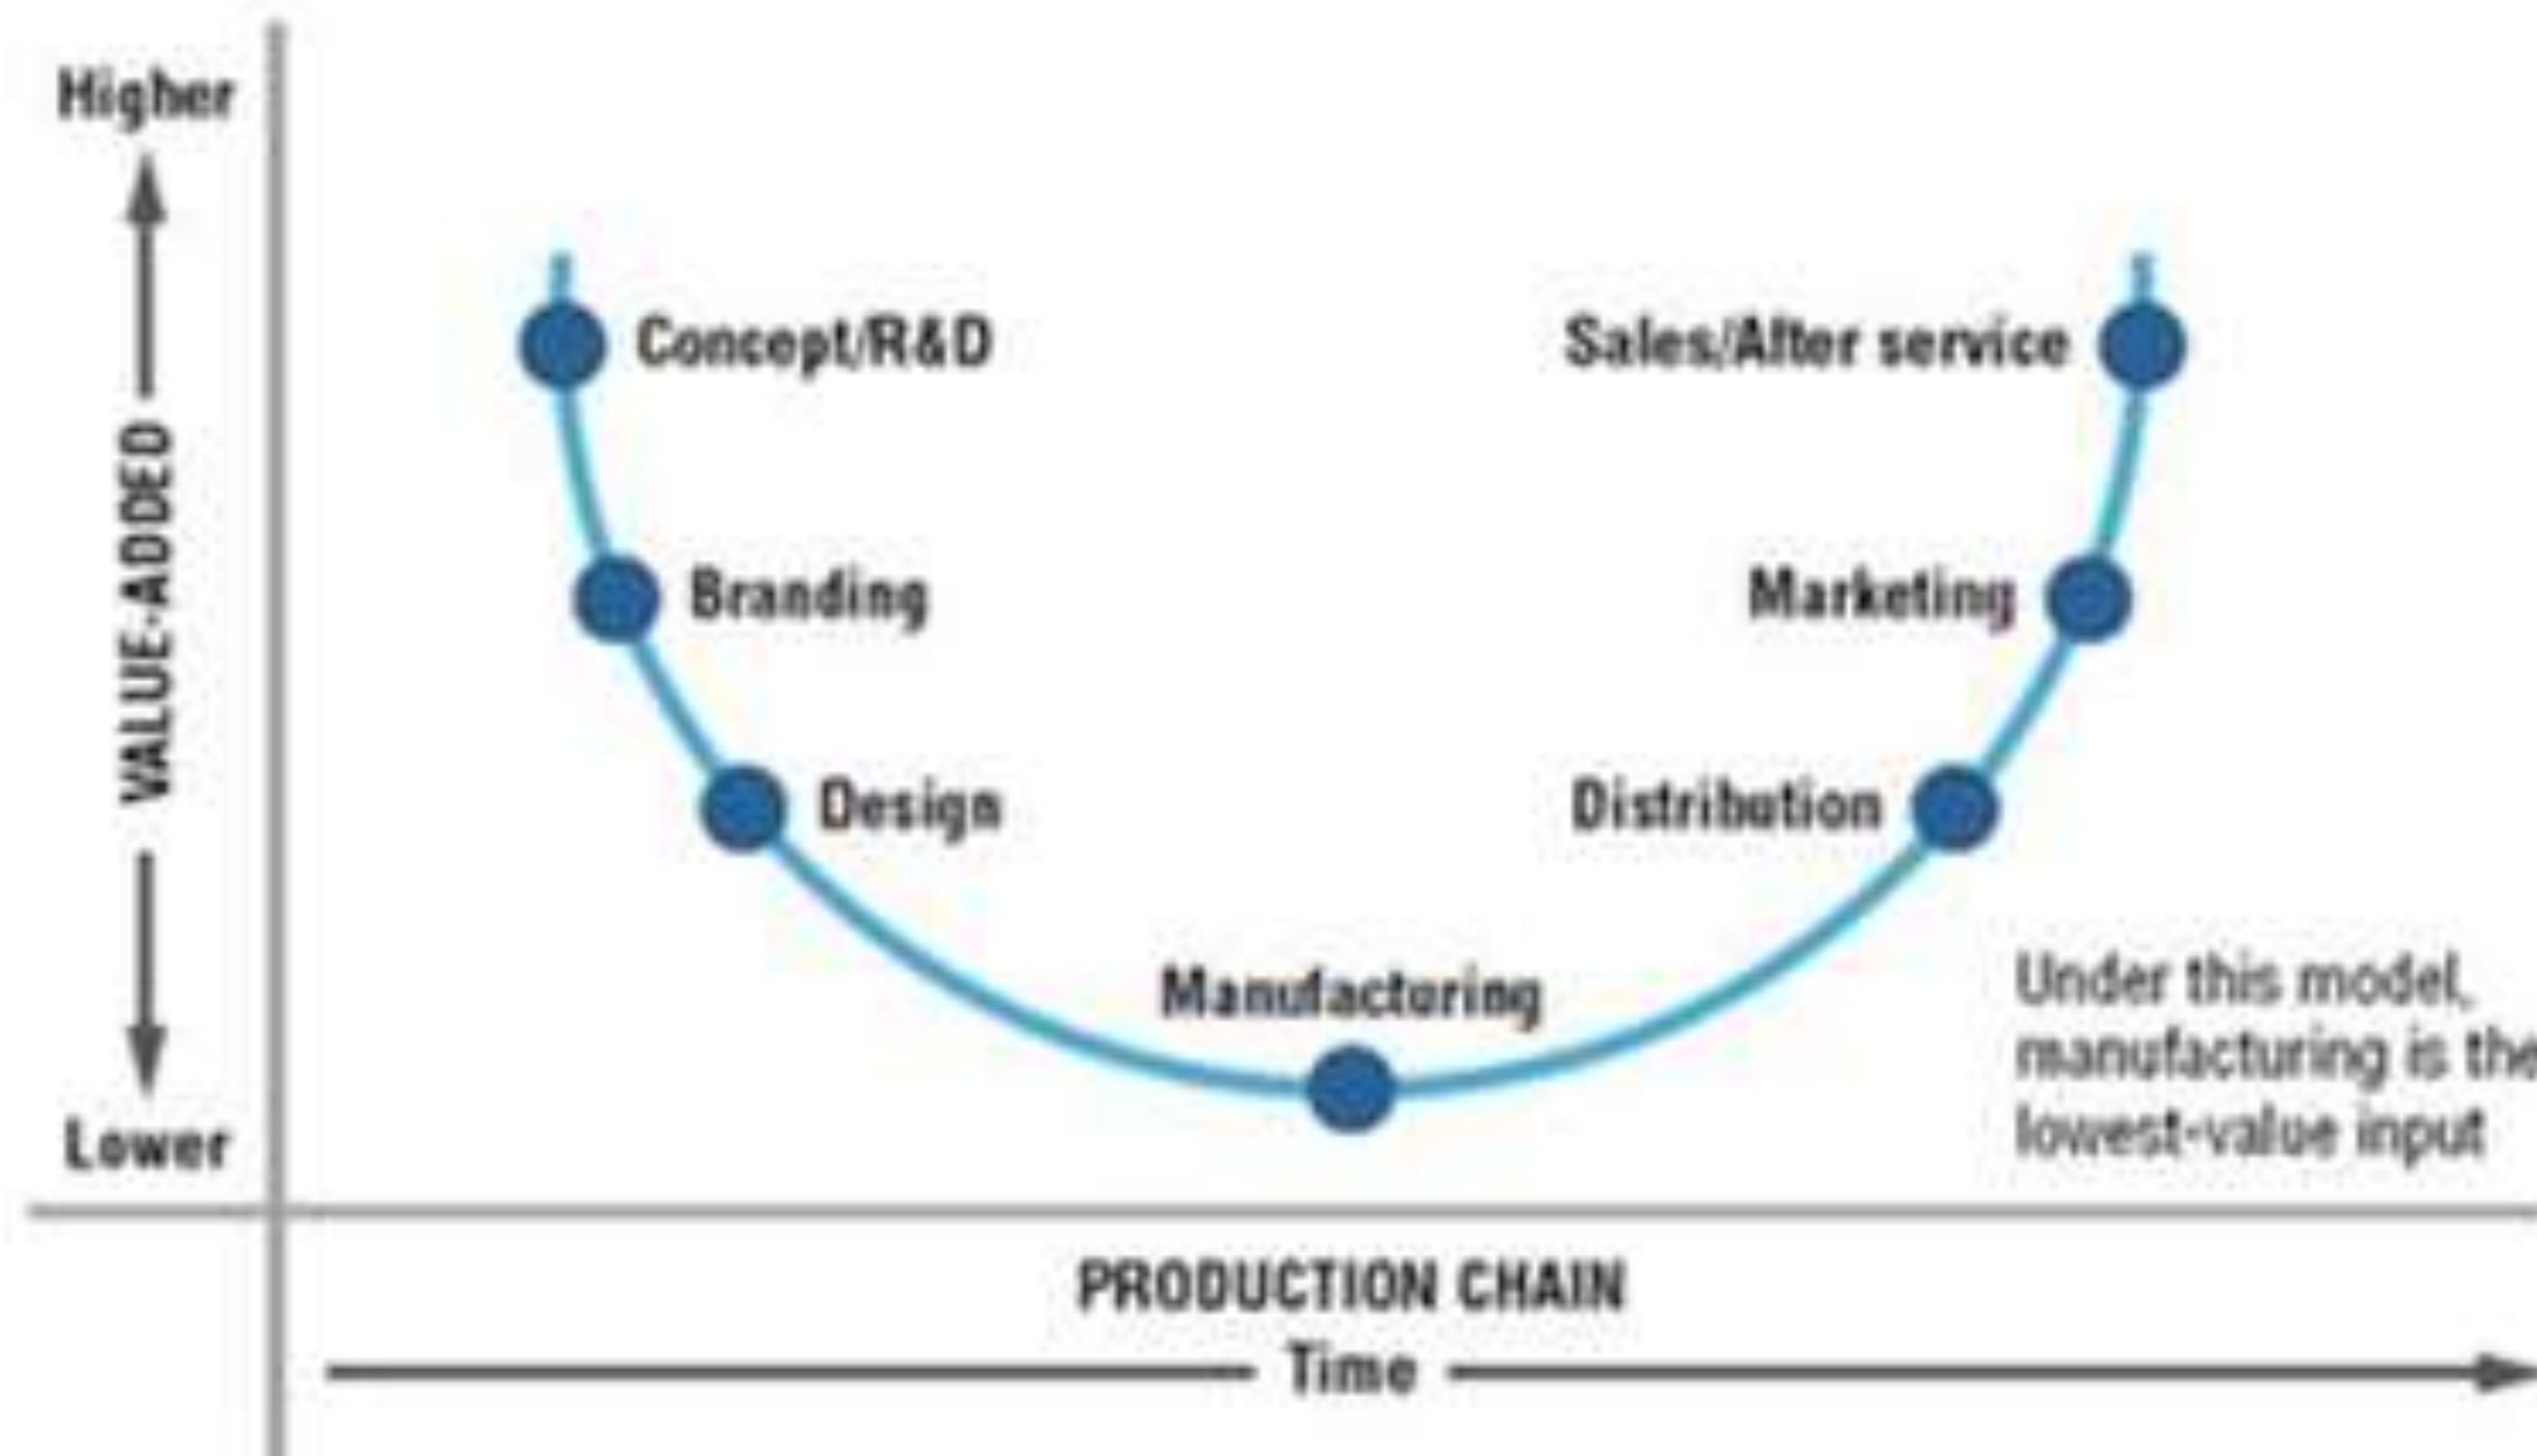 Higher
VALUE-ADDED
Lower
Concept/R&D
Branding
Design
Manufacturing
Sales/After service
Marketing
Distribution
Under this model,
manufacturing is the
lowest-value input
PRODUCTION CHAIN
Time